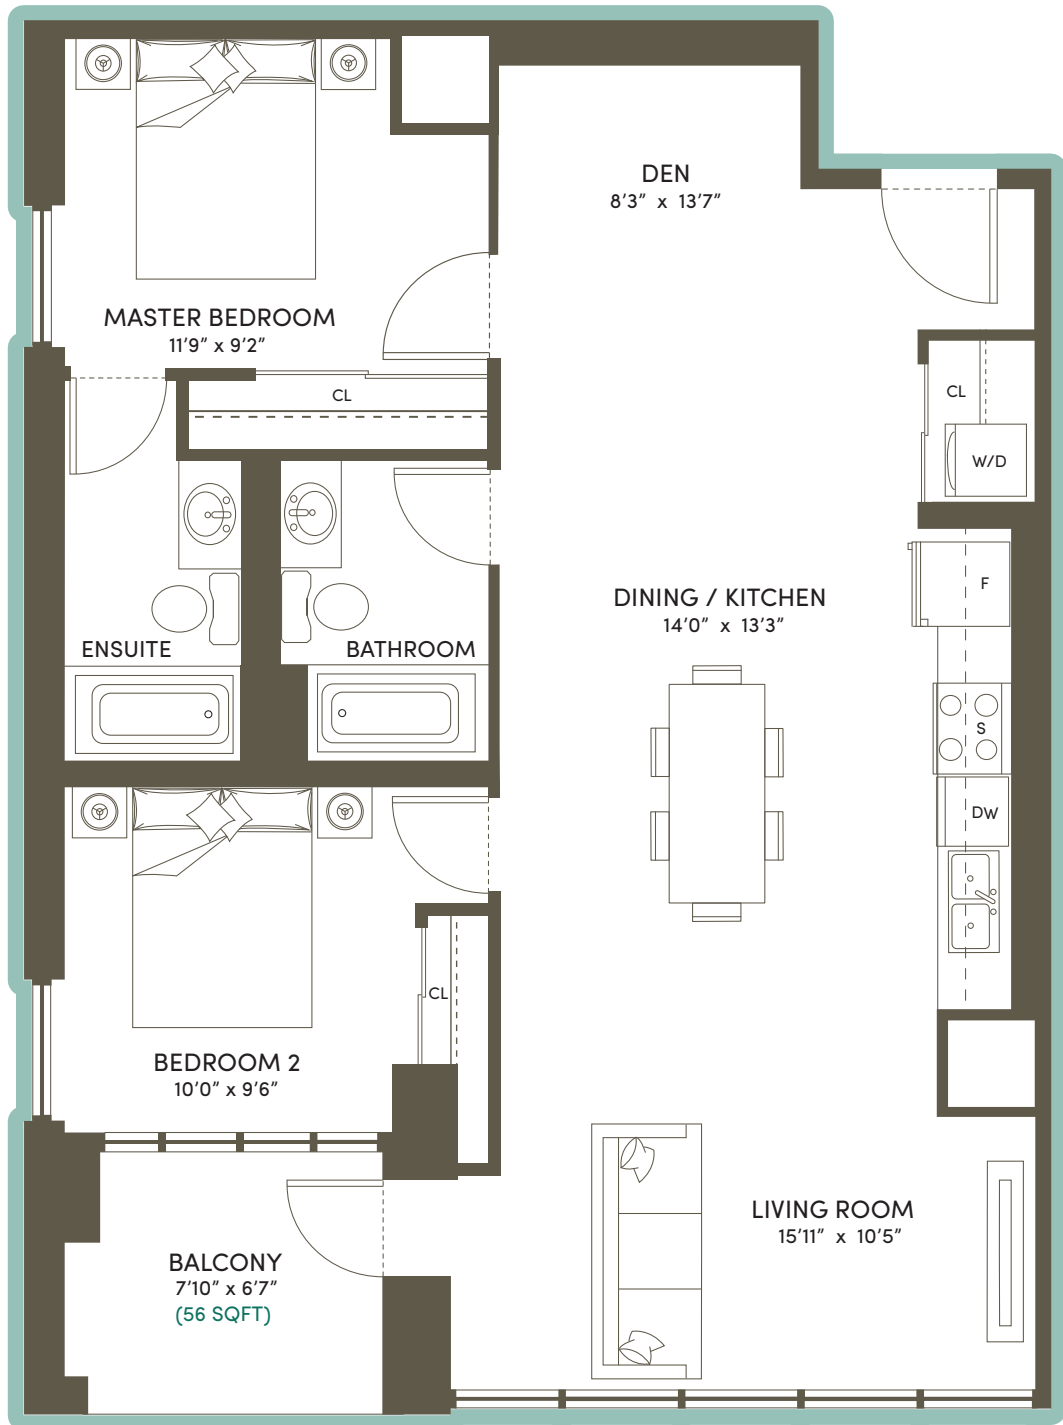 DEN
8'3" x 13'7"
MASTER BEDROOM
11'9" x 9'2"
CL
CL
W/D
F
DINING / KITCHEN
14'0" x 13'3"
ENSUITE
BATHROOM
S
DW
CL
BEDROOM 2
10'0" x 9'6"
LIVING ROOM
15'11" x 10'5"
BALCONY
7'10" x 6'7"
(56 SQFT)